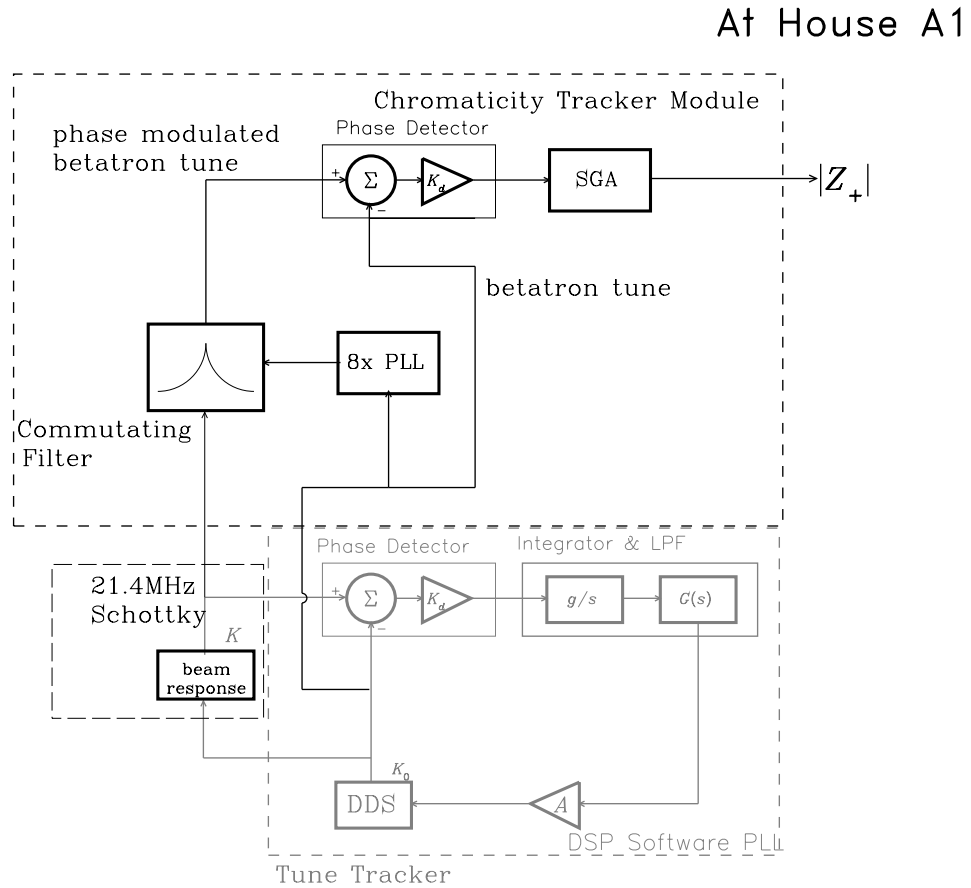 At House A1
Chromaticity Tracker Module
phase modulated
betatron tune
Phase Detector
+
Σ
K_d
−
SGA
|Z_+|
betatron tune
8x PLL
Commutating
Filter
Phase Detector
Integrator & LPF
21.4MHz
Schottky
+
Σ
K_d
−
g/s
G(s)
K
beam
response
K_0
DDS
A
DSP Software PLL
Tune Tracker